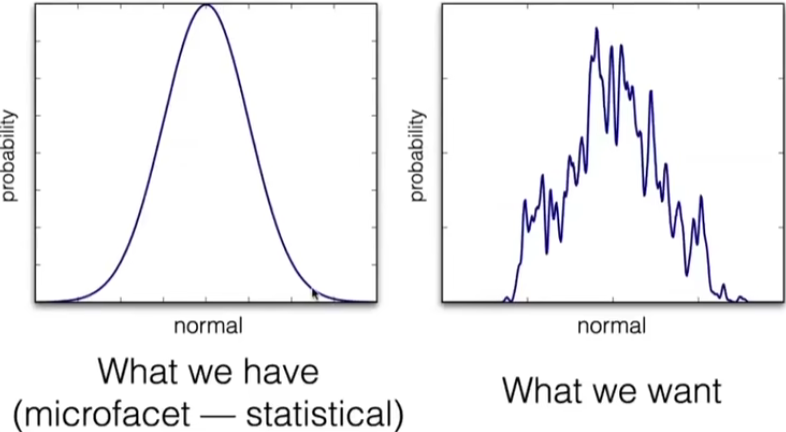 probability
normal
What we have
(microfacet — statistical)
probability
normal
What we want